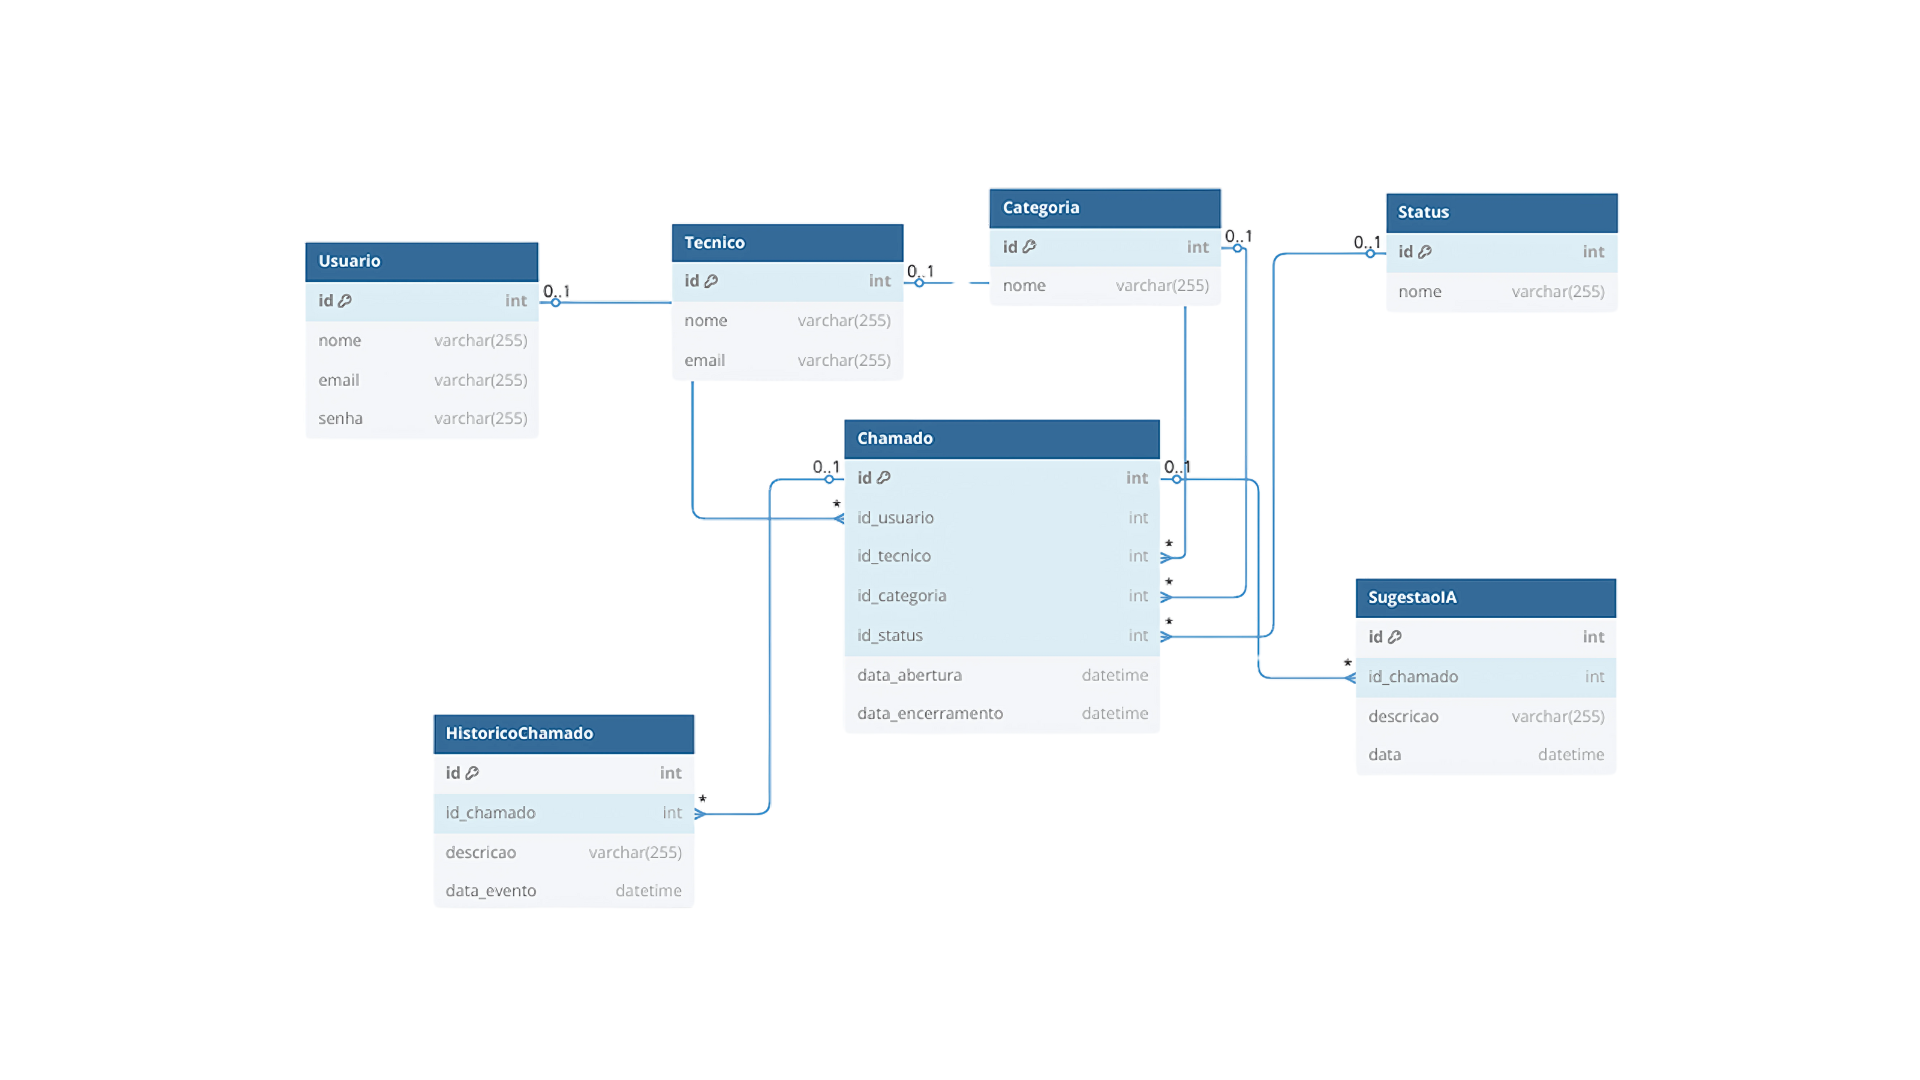 Usuario
id int
nome varchar(255)
email varchar(255)
senha varchar(255)
0..1
Tecnico
id int
nome varchar(255)
email varchar(255)
0..1
Categoria
id int
nome varchar(255)
0..1
Status
id int
nome varchar(255)
0..1
Chamado
id int
id_usuario int
id_tecnico int
id_categoria int
id_status int
data_abertura datetime
data_encerramento datetime
0..1
*
0..1
*
*
*
SugestaoIA
id int
id_chamado int
descricao varchar(255)
data datetime
*
HistoricoChamado
id int
id_chamado int
descricao varchar(255)
data_evento datetime
*